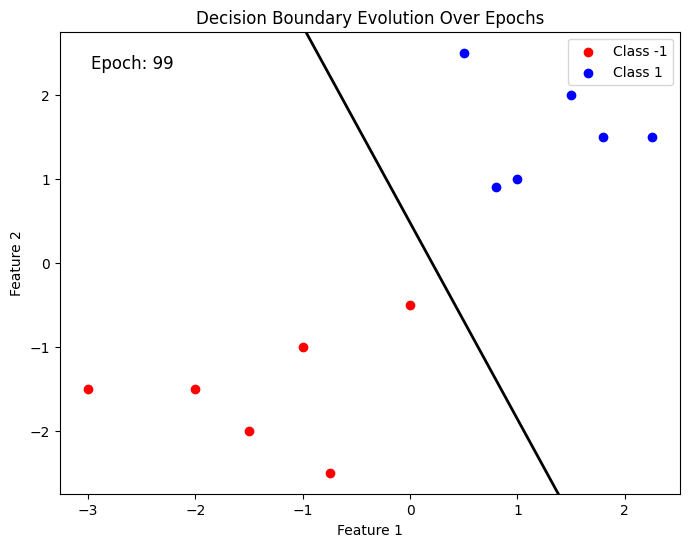 Decision Boundary Evolution Over Epochs
Epoch: 99
Class -1
Class 1
Feature 2
2
1
0
−1
−2
−3
−2
−1
0
1
2
Feature 1